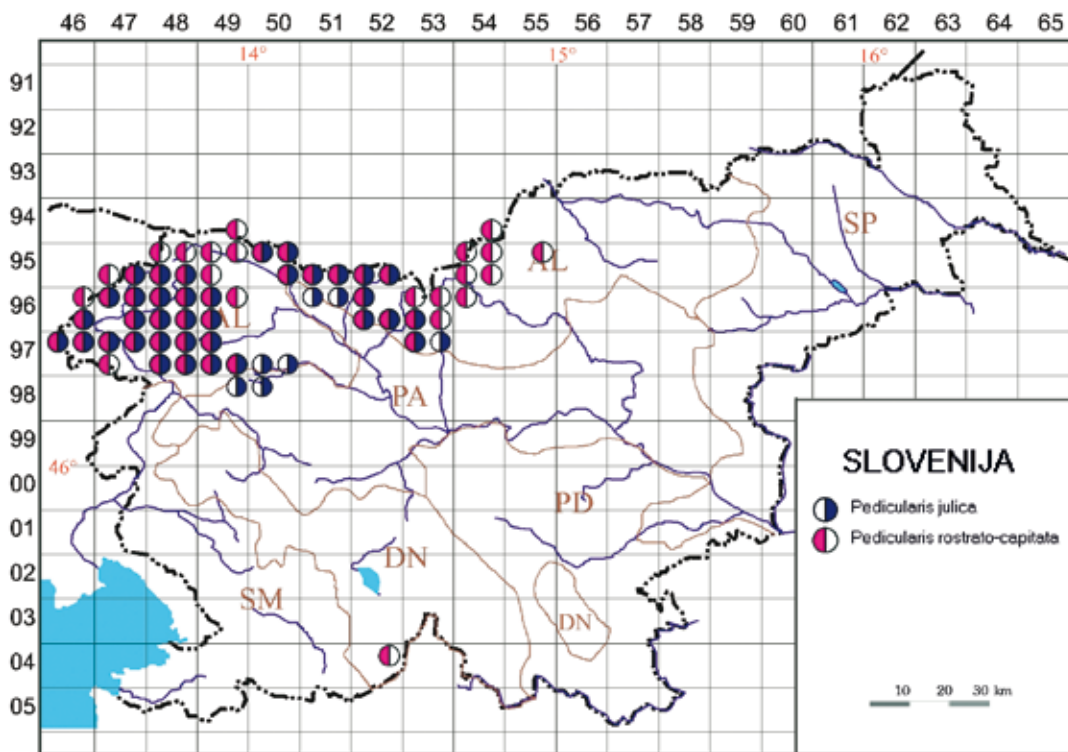 46 47 48 49 50 51 52 53 54 55 56 57 58 59 60 61 62 63 64 65
14° 15° 16°
91
92
93
94
SP
95
AL
96
AL
97
PA
98
99
46°
00
SLOVENIJA
Pedicularis julica
PD
01
Pedicularis rostrato-capitata
DN
02
SM
03
DN
04
10 20 30 km
05